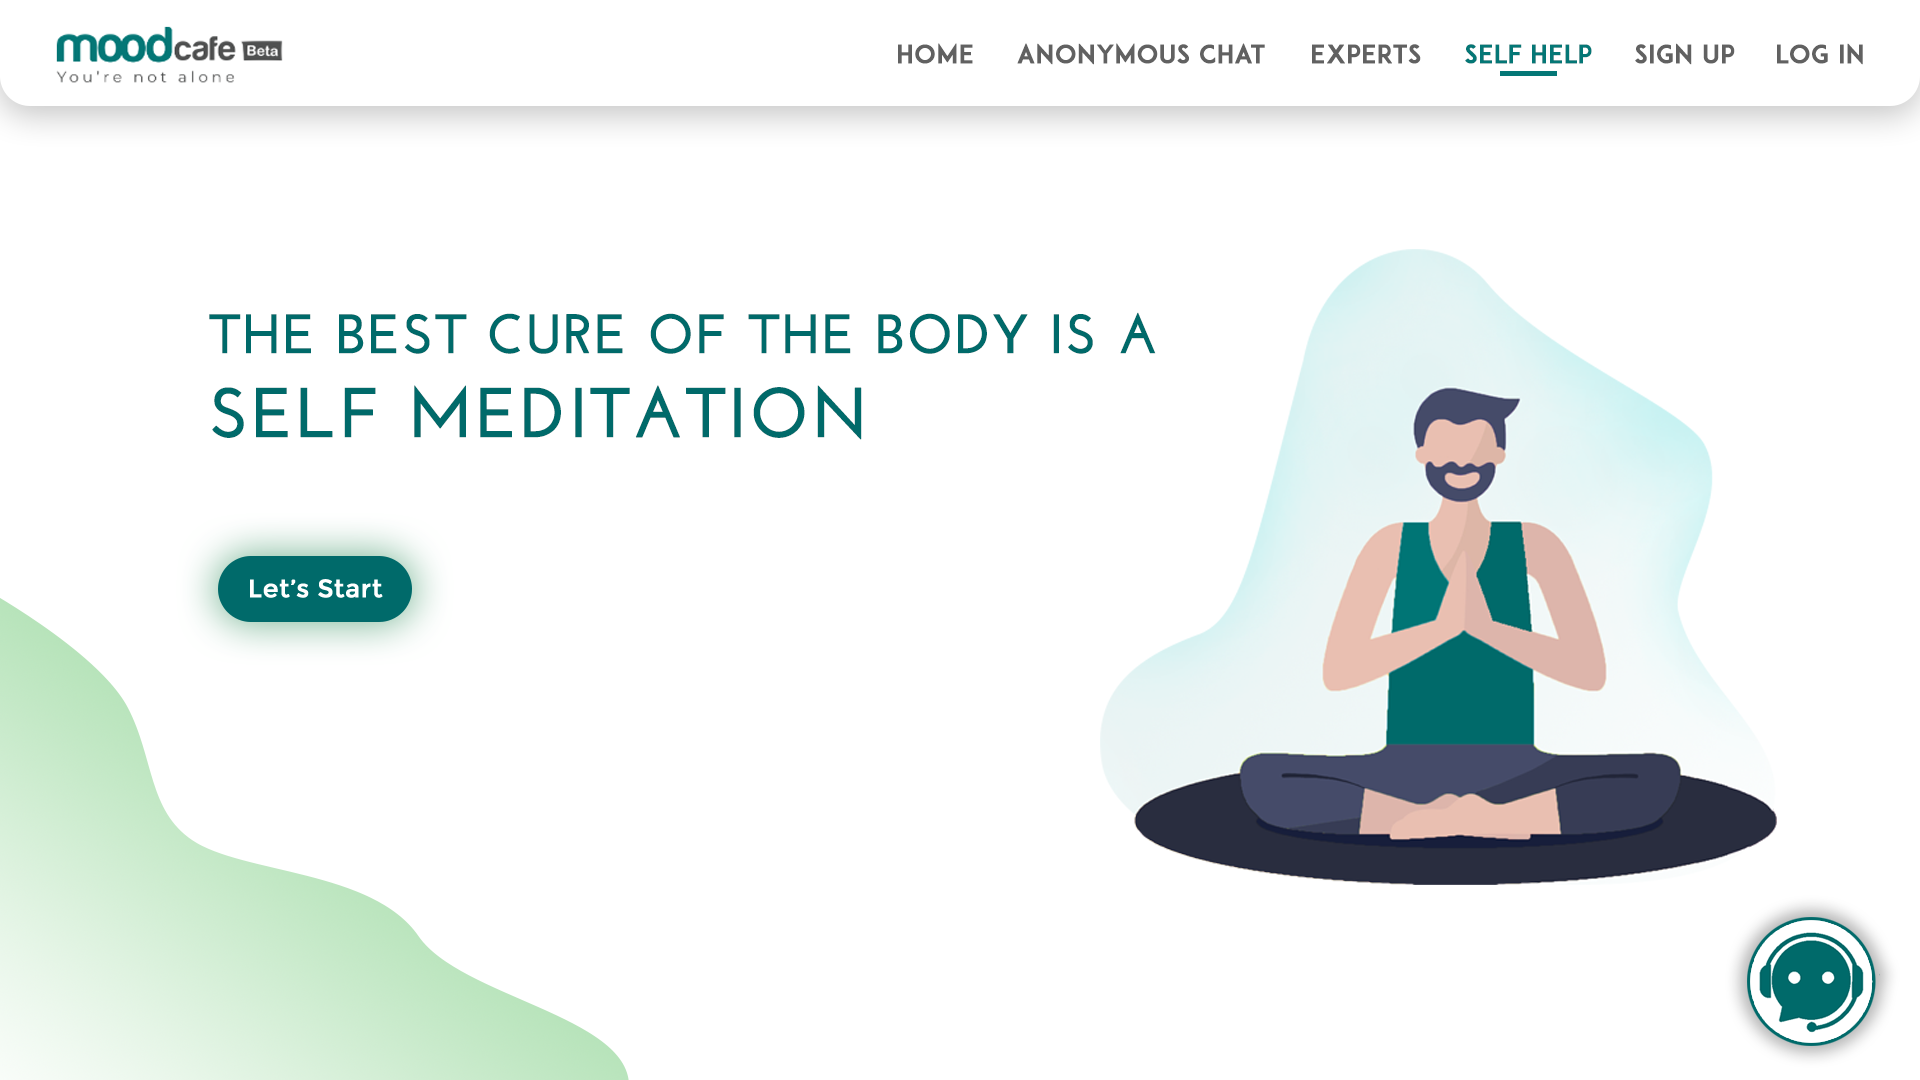 moodcafe Beta
You're not alone
HOME ANONYMOUS CHAT EXPERTS SELF HELP SIGN UP LOG IN
THE BEST CURE OF THE BODY IS A
SELF MEDITATION
Let’s Start